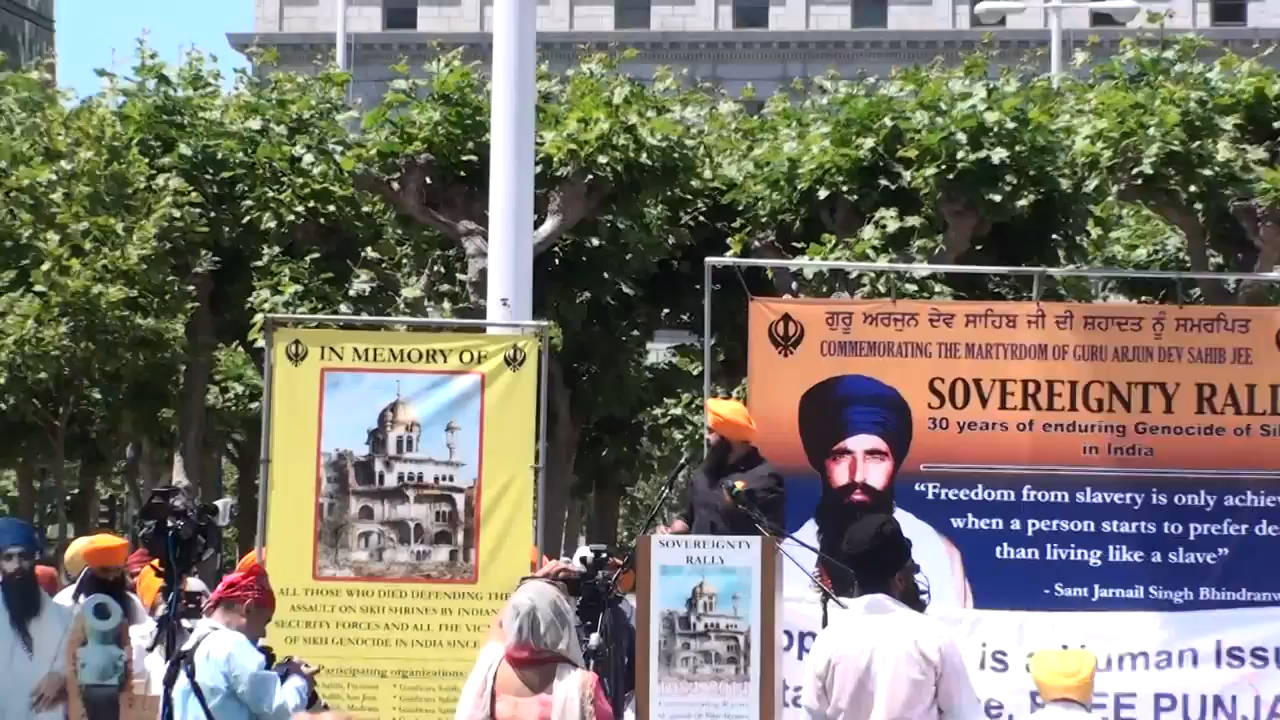 IN MEMORY OF
ALL THOSE WHO DIED DEFENDING THE
ASSAULT ON SIKH SHRINES BY INDIAN
SECURITY FORCES AND ALL THE
OF SIKH GENOCIDE IN INDIA SINCE
Participating organizations:
SOVEREIGNTY
RALLY
ਗੁਰੂ ਅਰਜੁਨ ਦੇਵ ਸਾਹਿਬ ਜੀ ਦੀ ਸ਼ਹਾਦਤ ਨੂੰ ਸਮਰਪਿਤ
COMMEMORATING THE MARTYRDOM OF GURU ARJUN DEV SAHIB JEE
SOVEREIGNTY RALL
30 years of enduring Genocide of Si
in India
“Freedom from slavery is only achie
when a person starts to prefer de
than living like a slave”
- Sant Jarnail Singh Bhindranw
is a Human Issu
FREE PUNJA